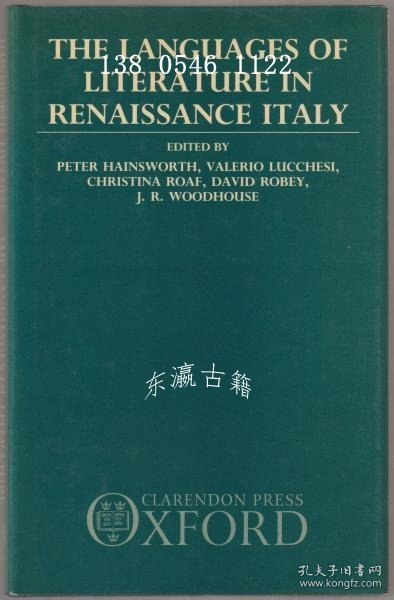 THE LANGUAGES OF
138 0546 1122
LITERATURE IN
RENAISSANCE ITALY
EDITED BY
PETER HAINSWORTH, VALERIO LUCCHESI,
CHRISTINA ROAF, DAVID ROBEY,
J. R. WOODHOUSE
东瀛古籍
CLARENDON PRESS
OXFORD
孔夫子旧书网
www.kongfz.com